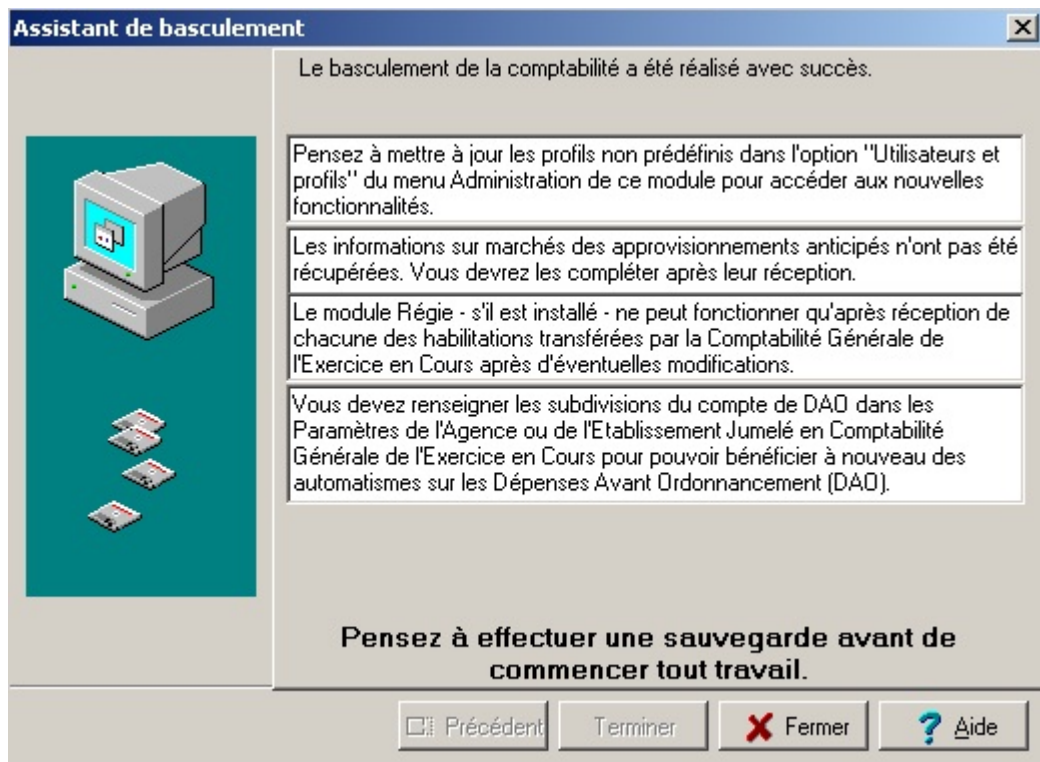 Assistant de basculement
Le basculement de la comptabilité a été réalisé avec succès.
Pensez à mettre à jour les profils non prédéfinis dans l'option "Utilisateurs et
profils" du menu Administration de ce module pour accéder aux nouvelles
fonctionnalités.
Les informations sur marchés des approvisionnements anticipés n'ont pas été
récupérées. Vous devrez les compléter après leur réception.
Le module Régie - s'il est installé - ne peut fonctionner qu'après réception de
chacune des habilitations transférées par la Comptabilité Générale de
l'Exercice en Cours après d'éventuelles modifications.
Vous devez renseigner les subdivisions du compte de DAO dans les
Paramètres de l'Agence ou de l'Etablissement Jumelé en Comptabilité
Générale de l'Exercice en Cours pour pouvoir bénéficier à nouveau des
automatismes sur les Dépenses Avant Ordonnancement (DAO).
Pensez à effectuer une sauvegarde avant de
commencer tout travail.
Précédent Terminer Fermer Aide